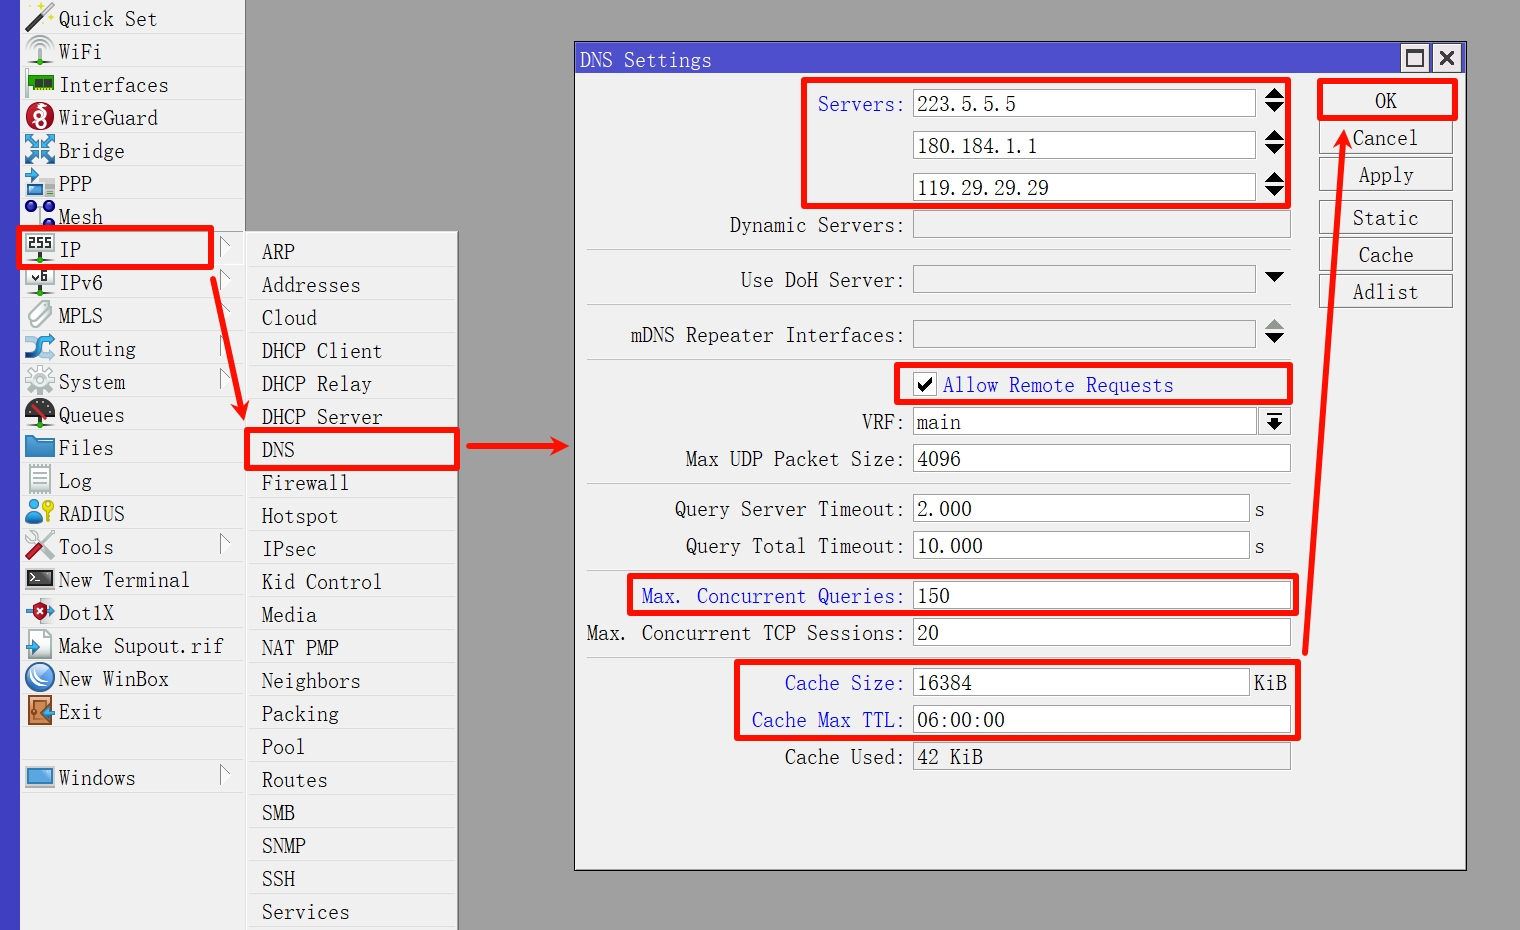 Quick Set
WiFi
Interfaces
WireGuard
Bridge
PPP
Mesh
255
IP
v6
IPv6
MPLS
Routing
System
Queues
Files
Log
RADIUS
Tools
New Terminal
Dot1X
Make Supout.rif
New WinBox
Exit
Windows
ARP
Addresses
Cloud
DHCP Client
DHCP Relay
DHCP Server
DNS
Firewall
Hotspot
IPsec
Kid Control
Media
NAT PMP
Neighbors
Packing
Pool
Routes
SMB
SNMP
SSH
Services
DNS Settings
Servers: 223.5.5.5
180.184.1.1
119.29.29.29
Dynamic Servers:
Use DoH Server:
mDNS Repeater Interfaces:
Allow Remote Requests
VRF: main
Max UDP Packet Size: 4096
Query Server Timeout: 2.000 s
Query Total Timeout: 10.000 s
Max. Concurrent Queries: 150
Max. Concurrent TCP Sessions: 20
Cache Size: 16384 KiB
Cache Max TTL: 06:00:00
Cache Used: 42 KiB
OK
Cancel
Apply
Static
Cache
Adlist